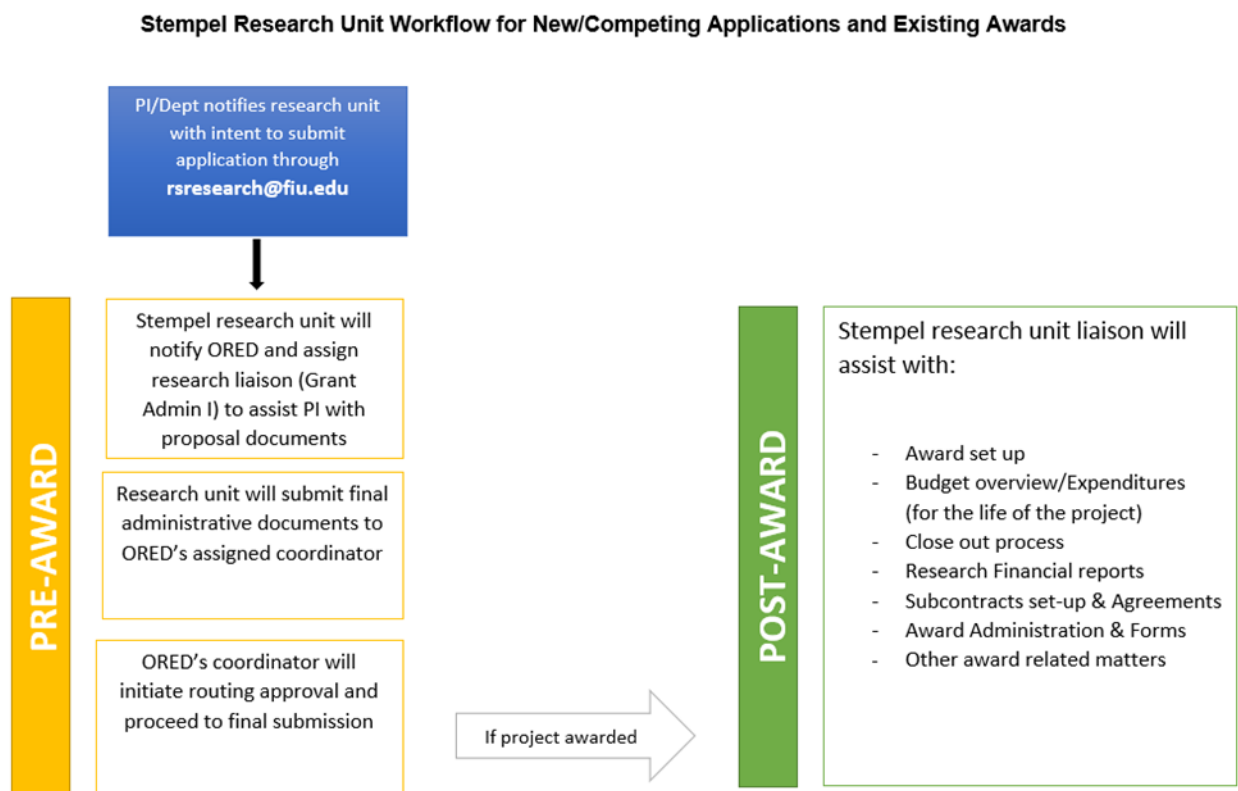 Stempel Research Unit Workflow for New/Competing Applications and Existing Awards
PI/Dept notifies research unit
with intent to submit
application through
rsresearch@fiu.edu
PRE-AWARD
Stempel research unit will
notify ORED and assign
research liaison (Grant
Admin I) to assist PI with
proposal documents
Research unit will submit final
administrative documents to
ORED's assigned coordinator
ORED's coordinator will
initiate routing approval and
proceed to final submission
If project awarded
POST-AWARD
Stempel research unit liaison will
assist with:
- Award set up
- Budget overview/Expenditures
(for the life of the project)
- Close out process
- Research Financial reports
- Subcontracts set-up & Agreements
- Award Administration & Forms
- Other award related matters